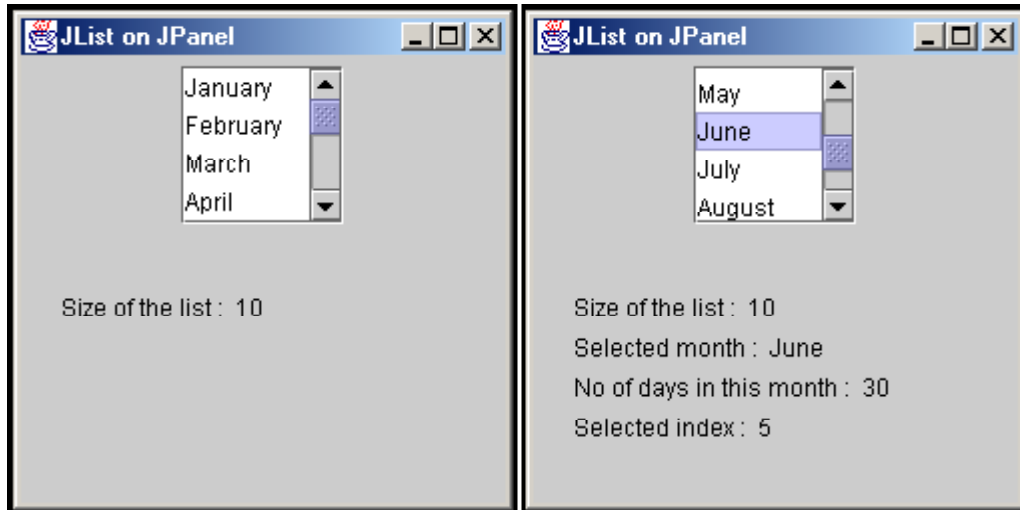 JList on JPanel
January
February
March
April
Size of the list : 10
JList on JPanel
May
June
July
August
Size of the list : 10
Selected month : June
No of days in this month : 30
Selected index : 5